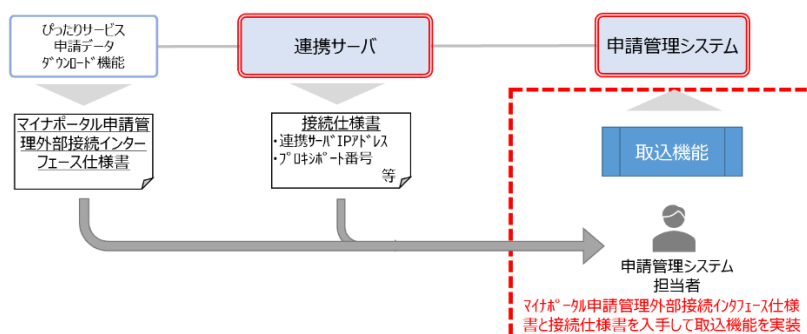 ぴったりサービス
申請データ
ダウンロード機能
連携サーバ
申請管理システム
マイナポータル申請管
理外部接続インター
フェース仕様書
接続仕様書
・連携サーバIPアドレス
・プロキシポート番号
等
取込機能
申請管理システム
担当者
マイナポータル申請管理外部接続インタフェース仕様
書と接続仕様書を入手して取込機能を実装